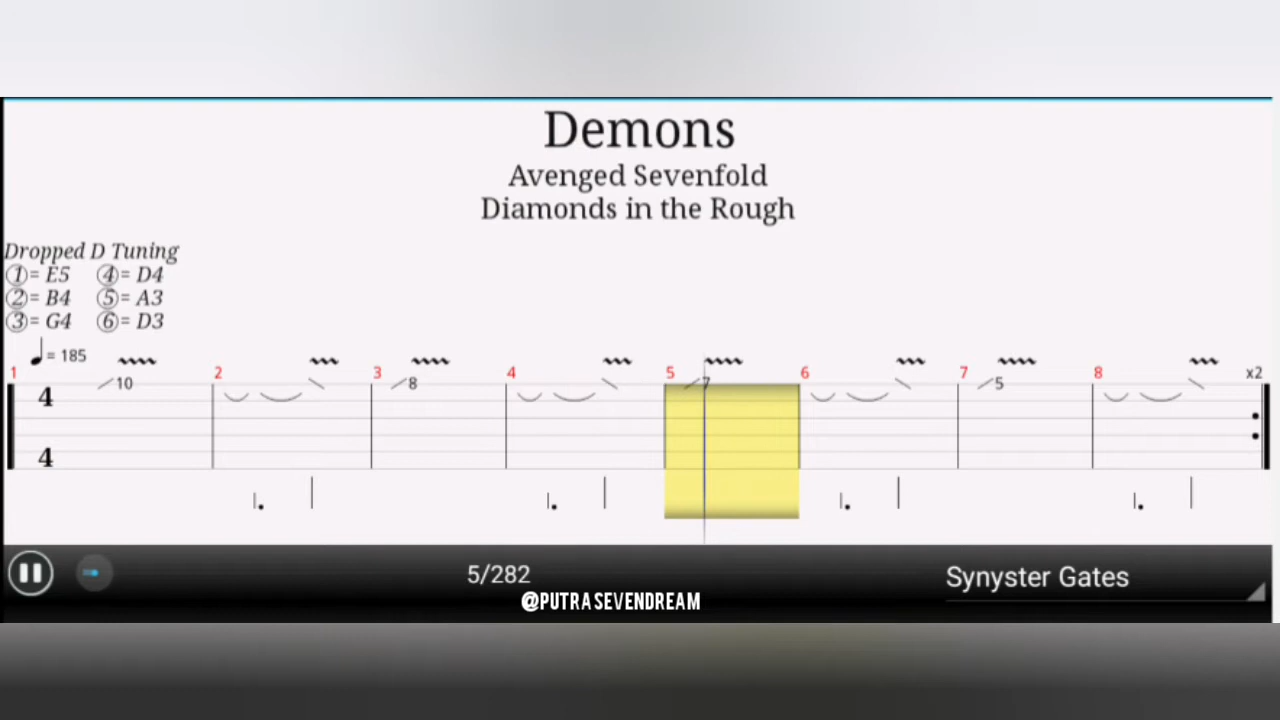 Demons
Avenged Sevenfold
Diamonds in the Rough
Dropped D Tuning
①= E5 ④= D4
②= B4 ⑤= A3
③= G4 ⑥= D3
= 185
1 2 3 4 5 6 7 8 x2
10 8 7 5
4
4
5/282
Synyster Gates
@PUTRASEVENDREAM